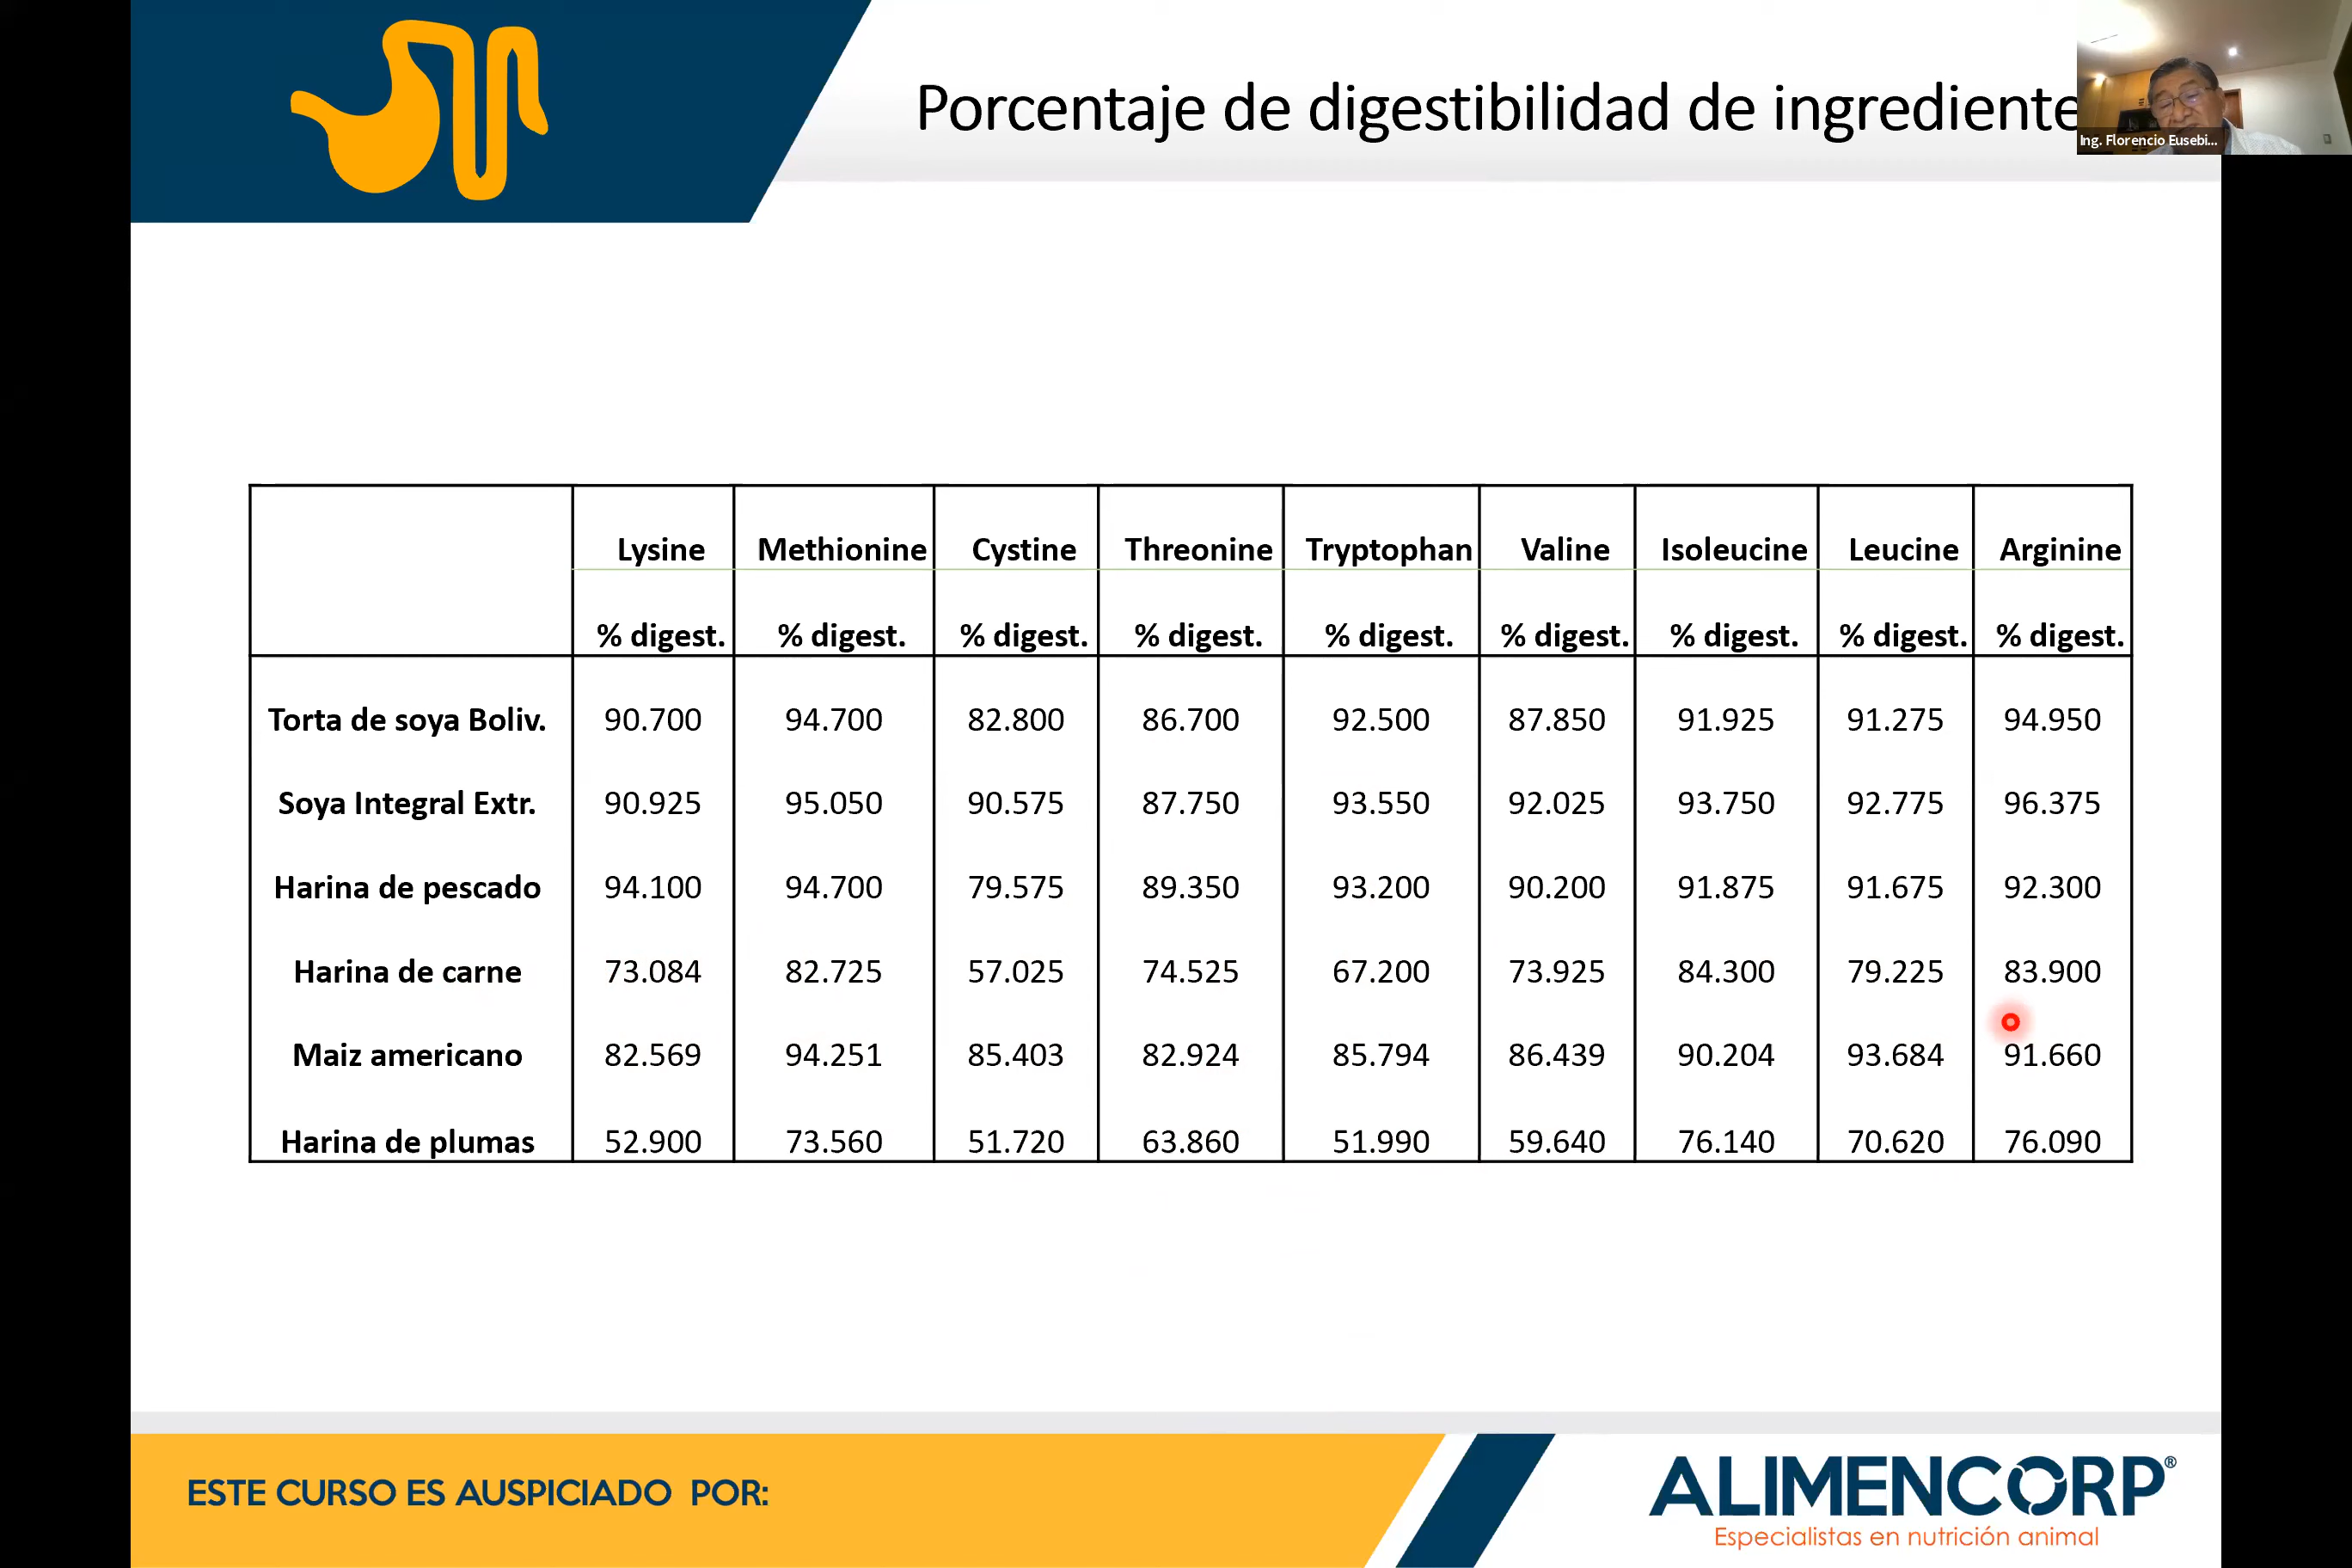 Porcentaje de digestibilidad de ingrediente
Ing. Florencio Eusebi...
Lysine Methionine Cystine Threonine Tryptophan Valine Isoleucine Leucine Arginine
% digest. % digest. % digest. % digest. % digest. % digest. % digest. % digest. % digest.
Torta de soya Boliv. 90.700 94.700 82.800 86.700 92.500 87.850 91.925 91.275 94.950
Soya Integral Extr. 90.925 95.050 90.575 87.750 93.550 92.025 93.750 92.775 96.375
Harina de pescado 94.100 94.700 79.575 89.350 93.200 90.200 91.875 91.675 92.300
Harina de carne 73.084 82.725 57.025 74.525 67.200 73.925 84.300 79.225 83.900
Maiz americano 82.569 94.251 85.403 82.924 85.794 86.439 90.204 93.684 91.660
Harina de plumas 52.900 73.560 51.720 63.860 51.990 59.640 76.140 70.620 76.090
ESTE CURSO ES AUSPICIADO POR:
ALIMENCORP®
Especialistas en nutrición animal